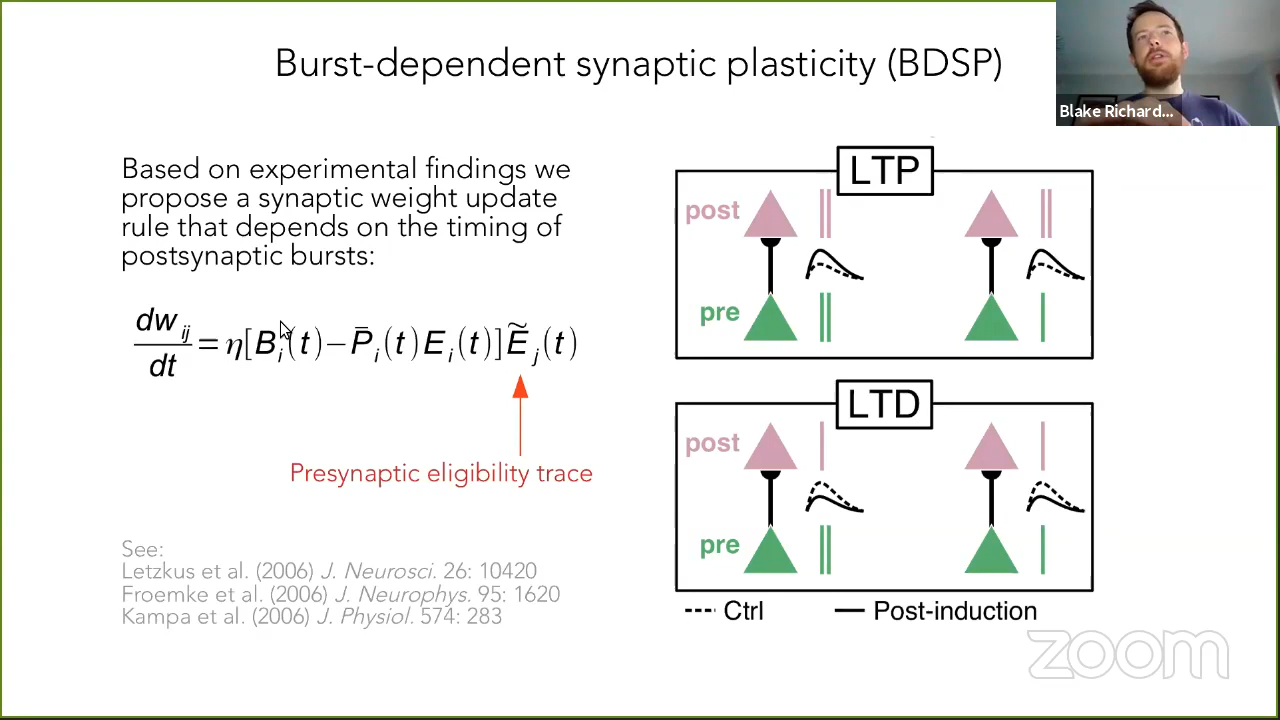 Burst-dependent synaptic plasticity (BDSP)
Blake Richard...
Based on experimental findings we
propose a synaptic weight update
rule that depends on the timing of
postsynaptic bursts:
dw_ij/dt = η[B_i(t) − P̄_i(t) E_i(t)] Ẽ_j(t)
Presynaptic eligibility trace
See:
Letzkus et al. (2006) J. Neurosci. 26: 10420
Froemke et al. (2006) J. Neurophys. 95: 1620
Kampa et al. (2006) J. Physiol. 574: 283
LTP
post
pre
LTD
post
pre
Ctrl
Post-induction
zoom